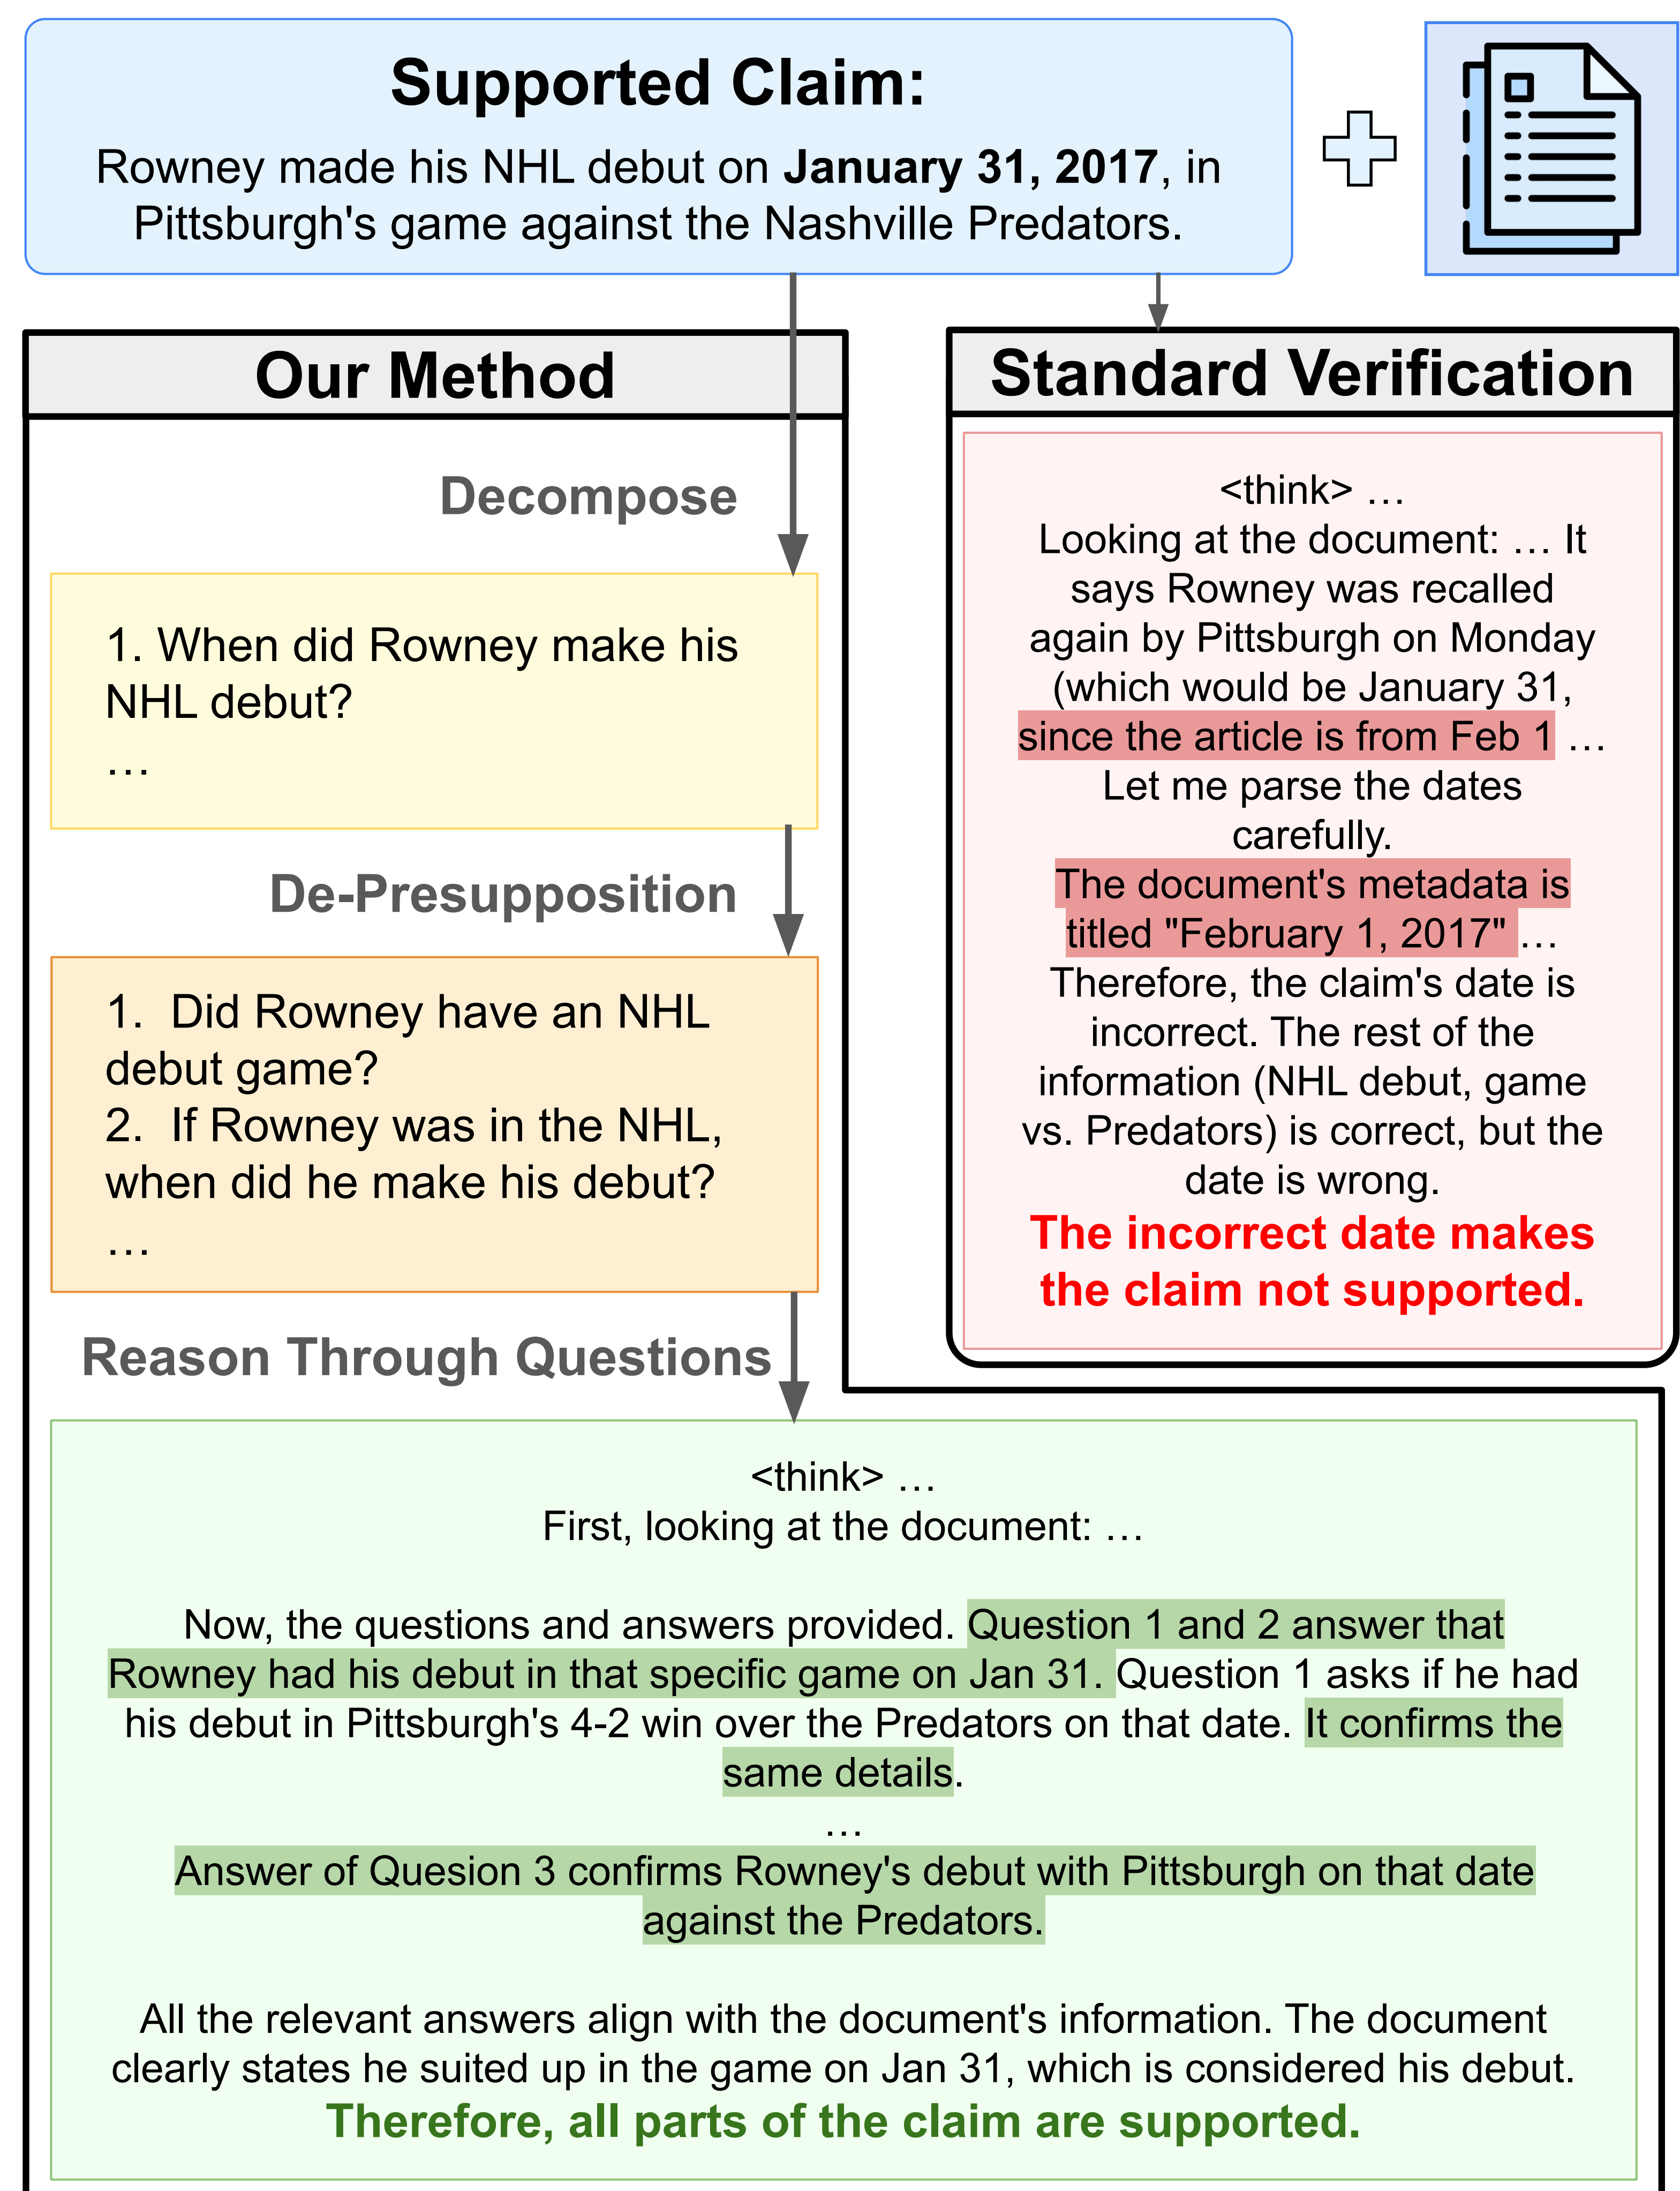 Supported Claim:
Rowney made his NHL debut on January 31, 2017, in
Pittsburgh's game against the Nashville Predators.
Our Method
Decompose
1. When did Rowney make his
NHL debut?
…
De-Presupposition
1. Did Rowney have an NHL
debut game?
2. If Rowney was in the NHL,
when did he make his debut?
…
Reason Through Questions
Standard Verification
<think> …
Looking at the document: … It
says Rowney was recalled
again by Pittsburgh on Monday
(which would be January 31,
since the article is from Feb 1 …
Let me parse the dates
carefully.
The document's metadata is
titled "February 1, 2017" …
Therefore, the claim's date is
incorrect. The rest of the
information (NHL debut, game
vs. Predators) is correct, but the
date is wrong.
The incorrect date makes
the claim not supported.
<think> …
First, looking at the document: …
Now, the questions and answers provided. Question 1 and 2 answer that
Rowney had his debut in that specific game on Jan 31. Question 1 asks if he had
his debut in Pittsburgh's 4-2 win over the Predators on that date. It confirms the
same details.
…
Answer of Quesion 3 confirms Rowney's debut with Pittsburgh on that date
against the Predators.
All the relevant answers align with the document's information. The document
clearly states he suited up in the game on Jan 31, which is considered his debut.
Therefore, all parts of the claim are supported.